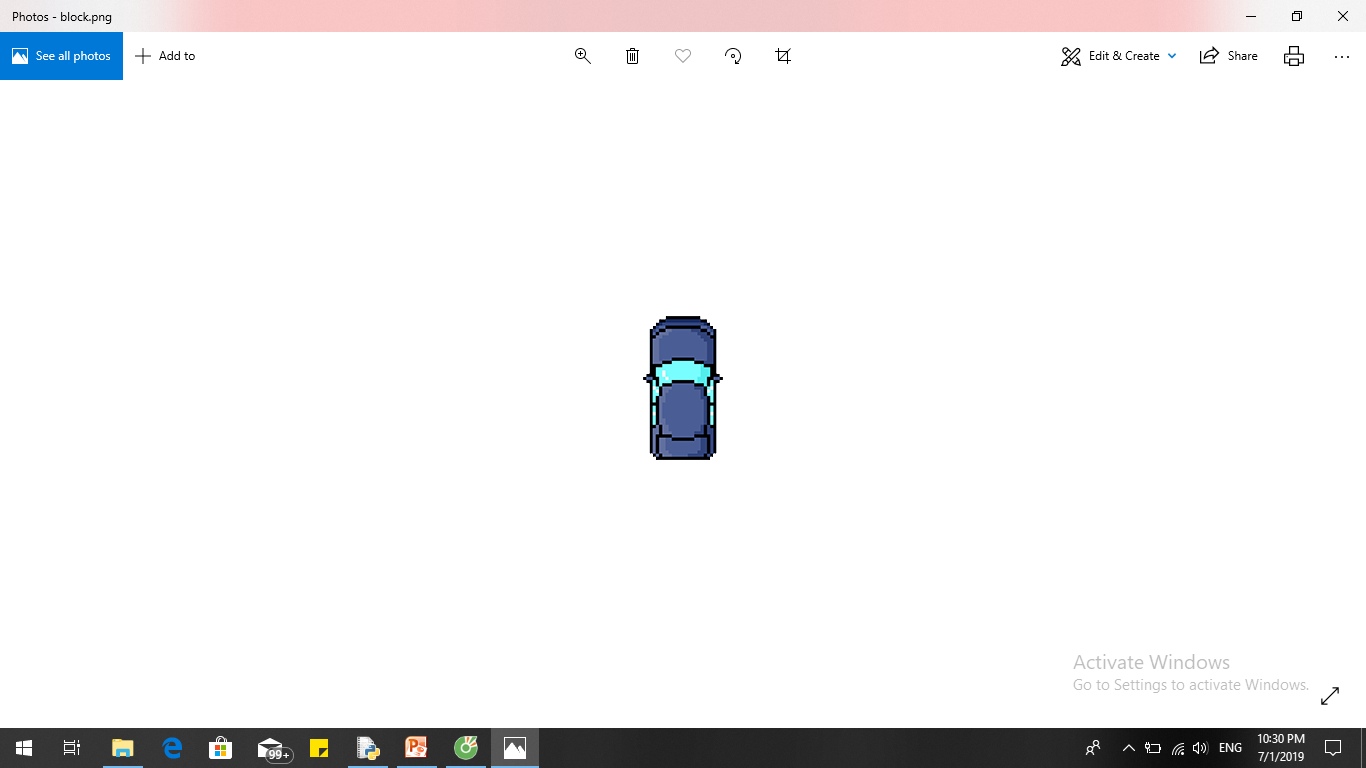 Photos - block.png
See all photos
Add to
Edit & Create
Share
Activate Windows
Go to Settings to activate Windows.
99+
ENG
10:30 PM
7/1/2019